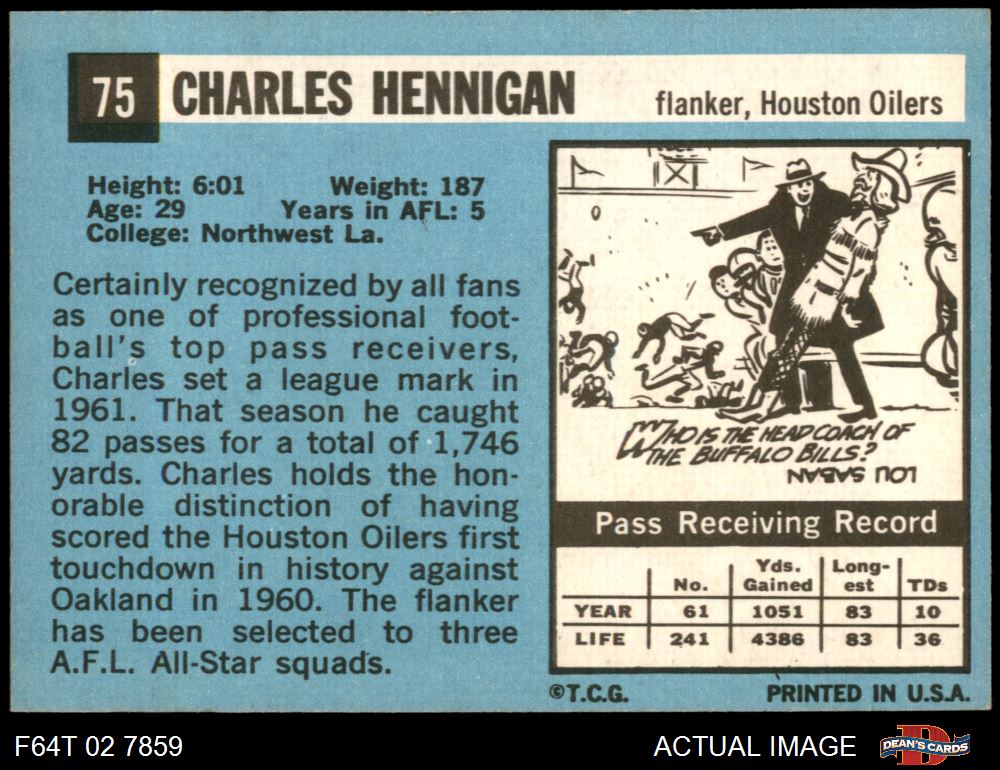 75 CHARLES HENNIGAN flanker, Houston Oilers
Height: 6:01 Weight: 187
Age: 29 Years in AFL: 5
College: Northwest La.
Certainly recognized by all fans
as one of professional foot-
ball's top pass receivers,
Charles set a league mark in
1961. That season he caught
82 passes for a total of 1,746
yards. Charles holds the hon-
orable distinction of having
scored the Houston Oilers first
touchdown in history against
Oakland in 1960. The flanker
has been selected to three
A.F.L. All-Star squads.
WHO IS THE HEAD COACH OF
THE BUFFALO BILLS?
LOU SABAN
Pass Receiving Record
No. Yds. Gained Long-est TDs
YEAR 61 1051 83 10
LIFE 241 4386 83 36
©T.C.G. PRINTED IN U.S.A.
F64T 02 7859 ACTUAL IMAGE D DEAN'S CARDS